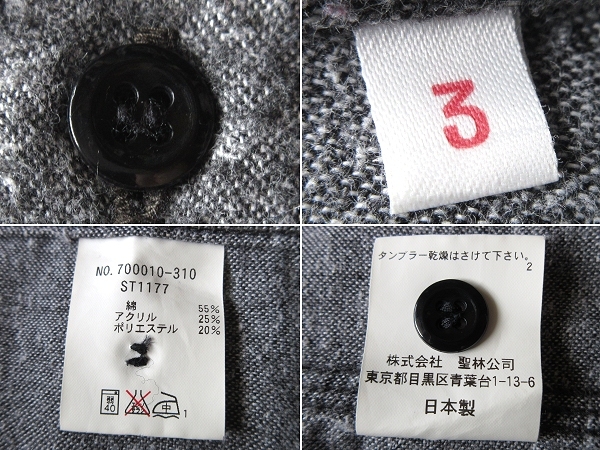 3
NO.700010-310
ST1177
綿 55%
アクリル 25%
ポリエステル 20%
弱
40
中
1
タンブラー乾燥はさけて下さい。
2
株式会社 聖林公司
東京都目黒区青葉台1-13-6
日本製